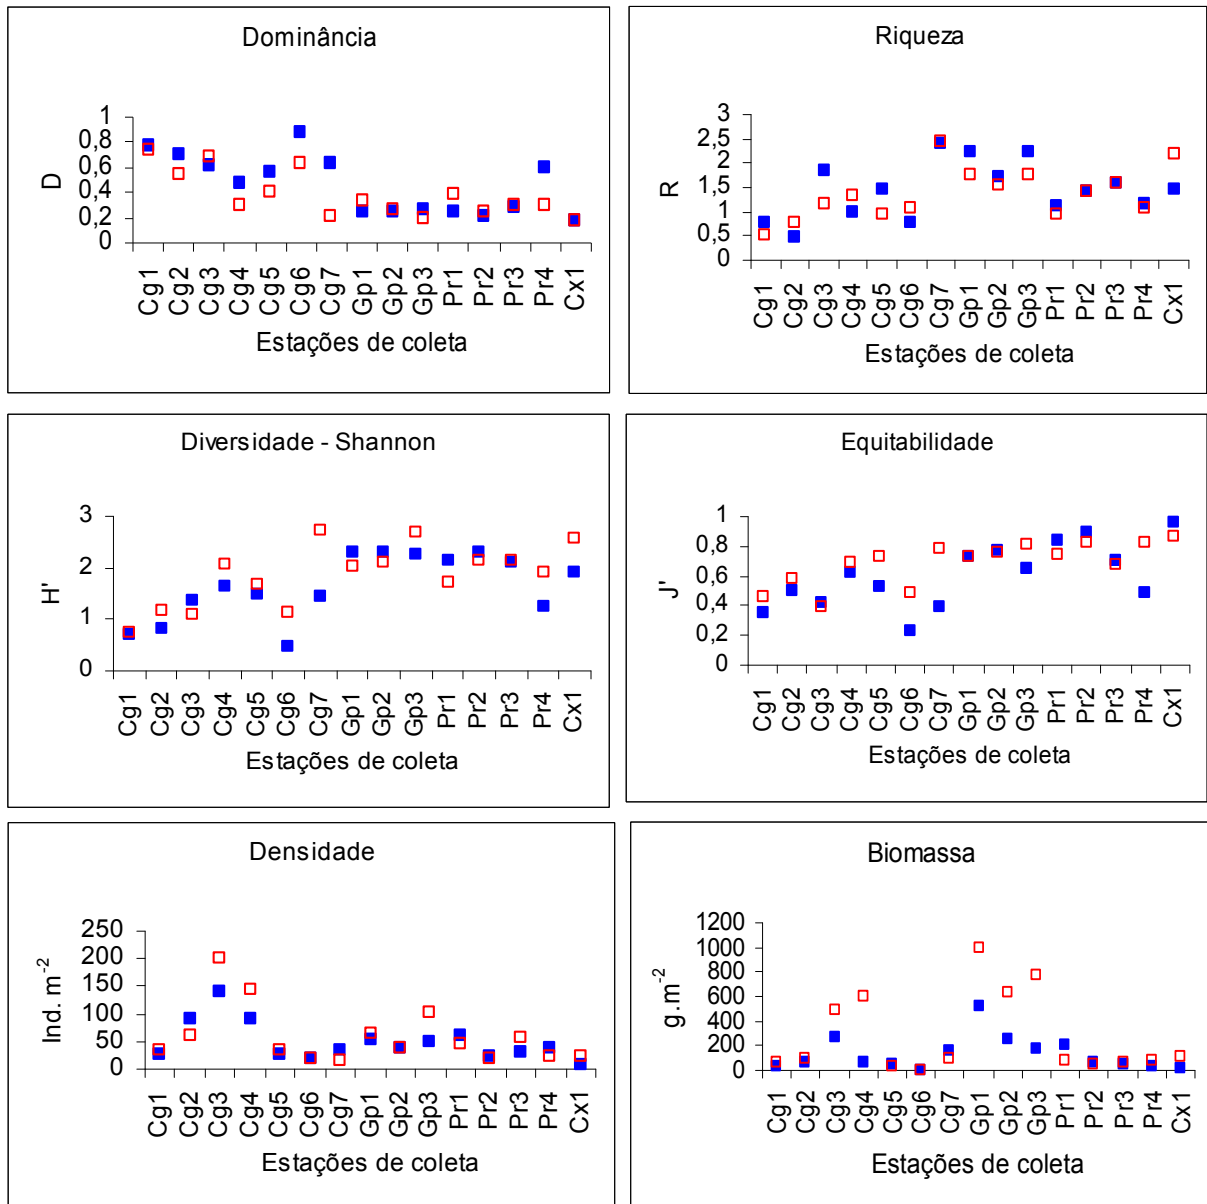 Dominância
D
1
0,8
0,6
0,4
0,2
0
Cg1 Cg2 Cg3 Cg4 Cg5 Cg6 Cg7 Gp1 Gp2 Gp3 Pr1 Pr2 Pr3 Pr4 Cx1
Estações de coleta
Riqueza
R
3
2,5
2
1,5
1
0,5
0
Cg1 Cg2 Cg3 Cg4 Cg5 Cg6 Cg7 Gp1 Gp2 Gp3 Pr1 Pr2 Pr3 Pr4 Cx1
Estações de coleta
Diversidade - Shannon
H'
3
2
1
0
Cg1 Cg2 Cg3 Cg4 Cg5 Cg6 Cg7 Gp1 Gp2 Gp3 Pr1 Pr2 Pr3 Pr4 Cx1
Estações de coleta
Equitabilidade
J'
1
0,8
0,6
0,4
0,2
0
Cg1 Cg2 Cg3 Cg4 Cg5 Cg6 Cg7 Gp1 Gp2 Gp3 Pr1 Pr2 Pr3 Pr4 Cx1
Estações de coleta
Densidade
Ind. m⁻²
250
200
150
100
50
0
Cg1 Cg2 Cg3 Cg4 Cg5 Cg6 Cg7 Gp1 Gp2 Gp3 Pr1 Pr2 Pr3 Pr4 Cx1
Estações de coleta
Biomassa
g.m⁻²
1200
1000
800
600
400
200
0
Cg1 Cg2 Cg3 Cg4 Cg5 Cg6 Cg7 Gp1 Gp2 Gp3 Pr1 Pr2 Pr3 Pr4 Cx1
Estações de coleta